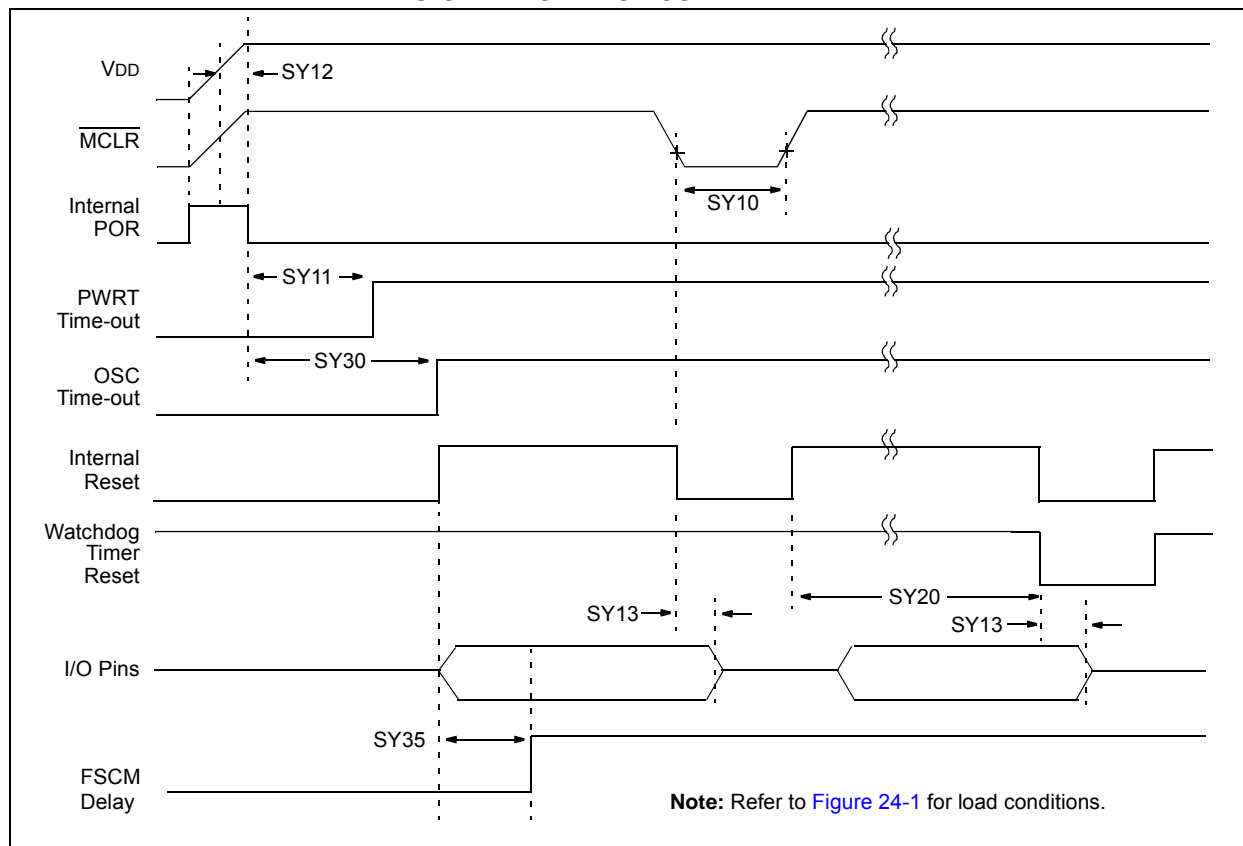 VDD
SY12
MCLR
SY10
Internal
POR
SY11
PWRT
Time-out
SY30
OSC
Time-out
Internal
Reset
Watchdog
Timer
Reset
SY20
SY13
SY13
I/O Pins
SY35
FSCM
Delay
Note: Refer to Figure 24-1 for load conditions.